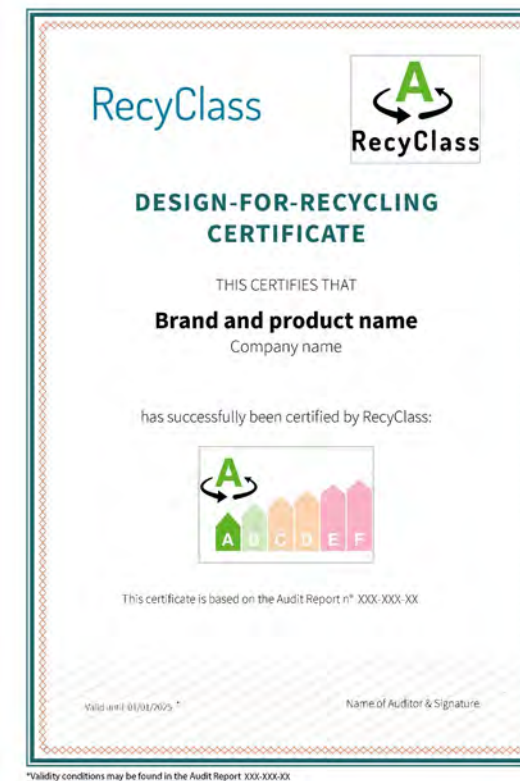 RecyClass
A
RecyClass
DESIGN-FOR-RECYCLING
CERTIFICATE
THIS CERTIFIES THAT
Brand and product name
Company name
has successfully been certified by RecyClass:
A
A B C D E F
This certificate is based on the Audit Report n° XXX-XXX-XX
Valid until 01/01/2025 *
Name of Auditor & Signature
*Validity conditions may be found in the Audit Report XXX-XXX-XX